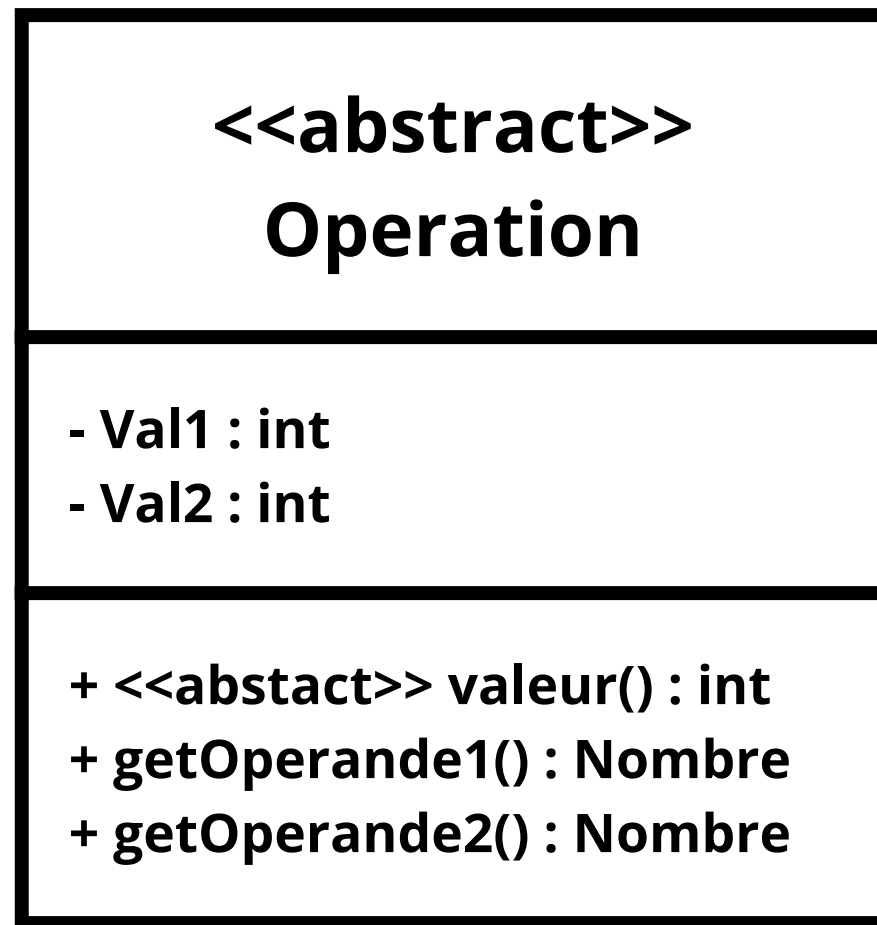 <<abstract>>
Operation
- Val1 : int
- Val2 : int
+ <<abstact>> valeur() : int
+ getOperande1() : Nombre
+ getOperande2() : Nombre